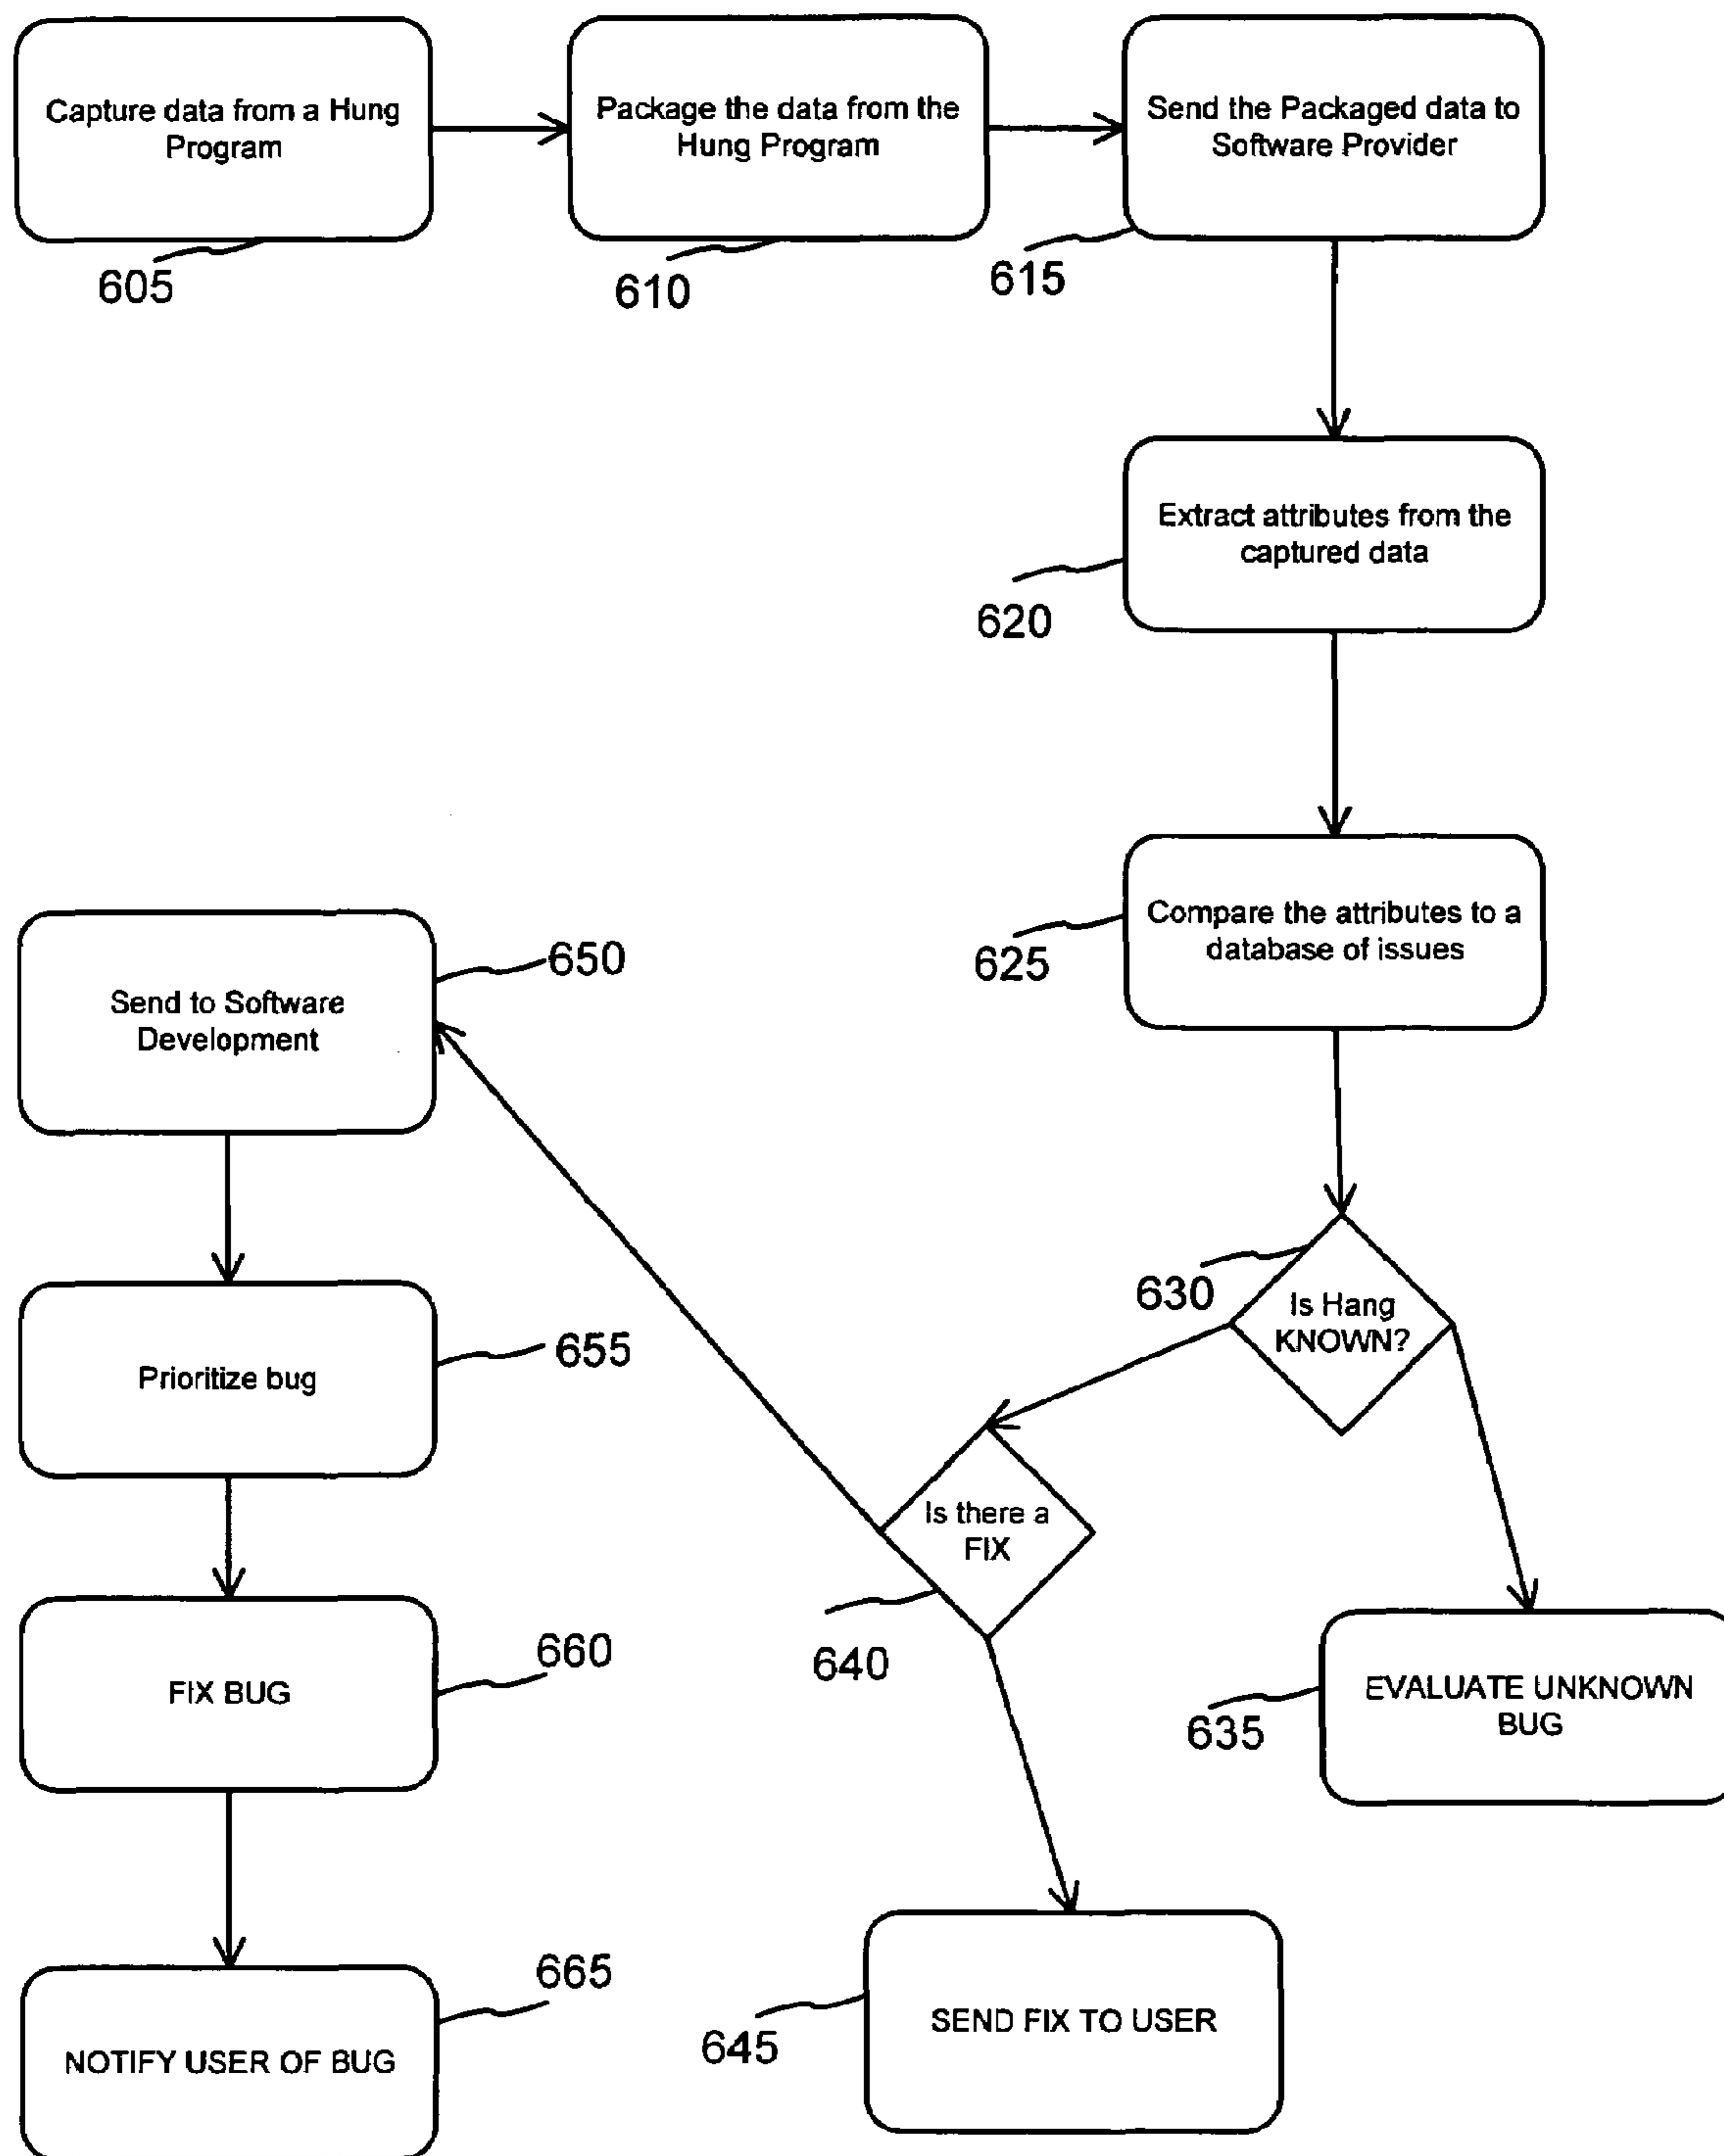 Capture data from a Hung
Program
605
Package the data from the
Hung Program
610
Send the Packaged data to
Software Provider
615
Extract attributes from the
captured data
620
Compare the attributes to a
database of issues
625
Is Hang
KNOWN?
630
EVALUATE UNKNOWN
BUG
635
Is there a
FIX
640
SEND FIX TO USER
645
Send to Software
Development
650
Prioritize bug
655
FIX BUG
660
NOTIFY USER OF BUG
665